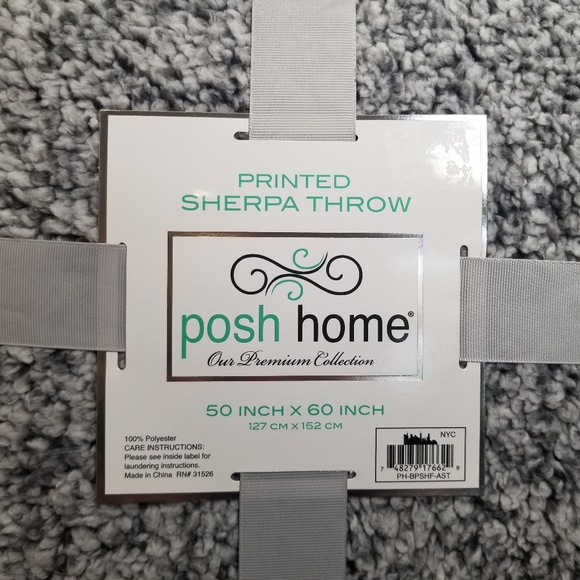 PRINTED
SHERPA THROW
posh home®
Our Premium Collection
50 INCH X 60 INCH
127 CM X 152 CM
100% Polyester
CARE INSTRUCTIONS:
Please see inside label for
laundering instructions.
Made in China RN# 31526
NYC
7 48279 17662 9
PH-BPSHF-AST